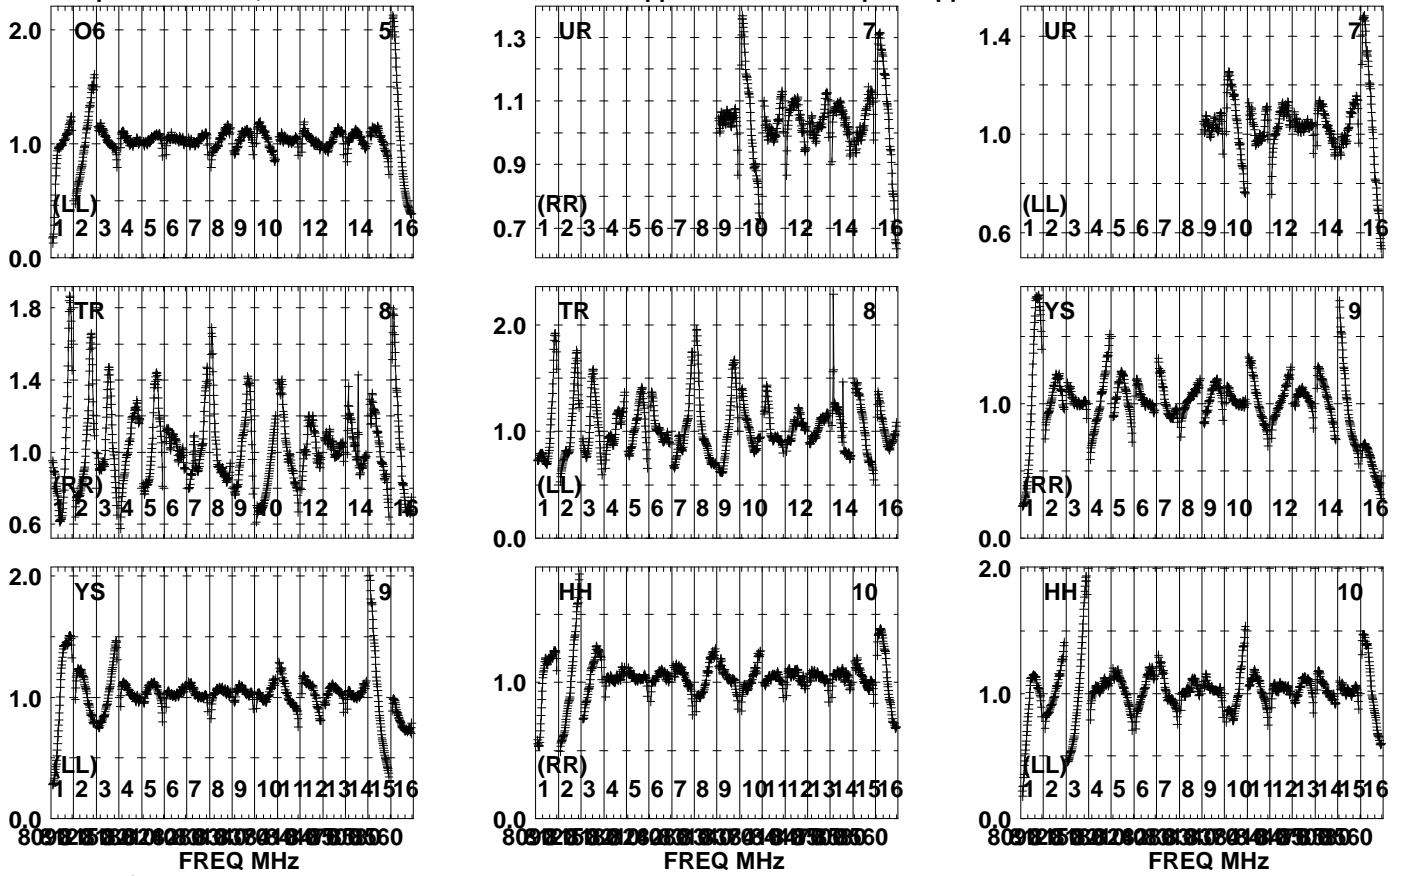 2.0 O6 5
1.0
(LL)
1 2 3 4 5 6 7 8 9 10 12 14 16
0.0
1.3 UR 7
1.1
0.9
(RR)
0.7 1 2 3 4 5 6 7 8 9 10 12 14 16
1.4 UR 7
1.0
(LL)
0.6 1 2 3 4 5 6 7 8 9 10 12 14 16
1.8 TR 8
1.4
1.0
(RR)
0.6 2 3 4 5 6 7 8 9 10 12 14 16
2.0 TR 8
1.0
(LL)
1 2 3 4 5 6 7 8 9 10 12 14 16
0.0
YS 9
1.0
(RR)
1 2 3 4 5 6 7 8 9 10 12 14 16
0.0
2.0 YS 9
1.0
(LL)
1 2 3 4 5 6 7 8 9 10 11 12 13 14 15 16
0.0
FREQ MHz
HH 10
1.0
(RR)
1 2 3 4 5 6 7 8 9 10 11 12 13 14 15 16
0.0
FREQ MHz
2.0 HH 10
1.0
(LL)
1 2 3 4 5 6 7 8 9 10 11 12 13 14 15 16
0.0
FREQ MHz